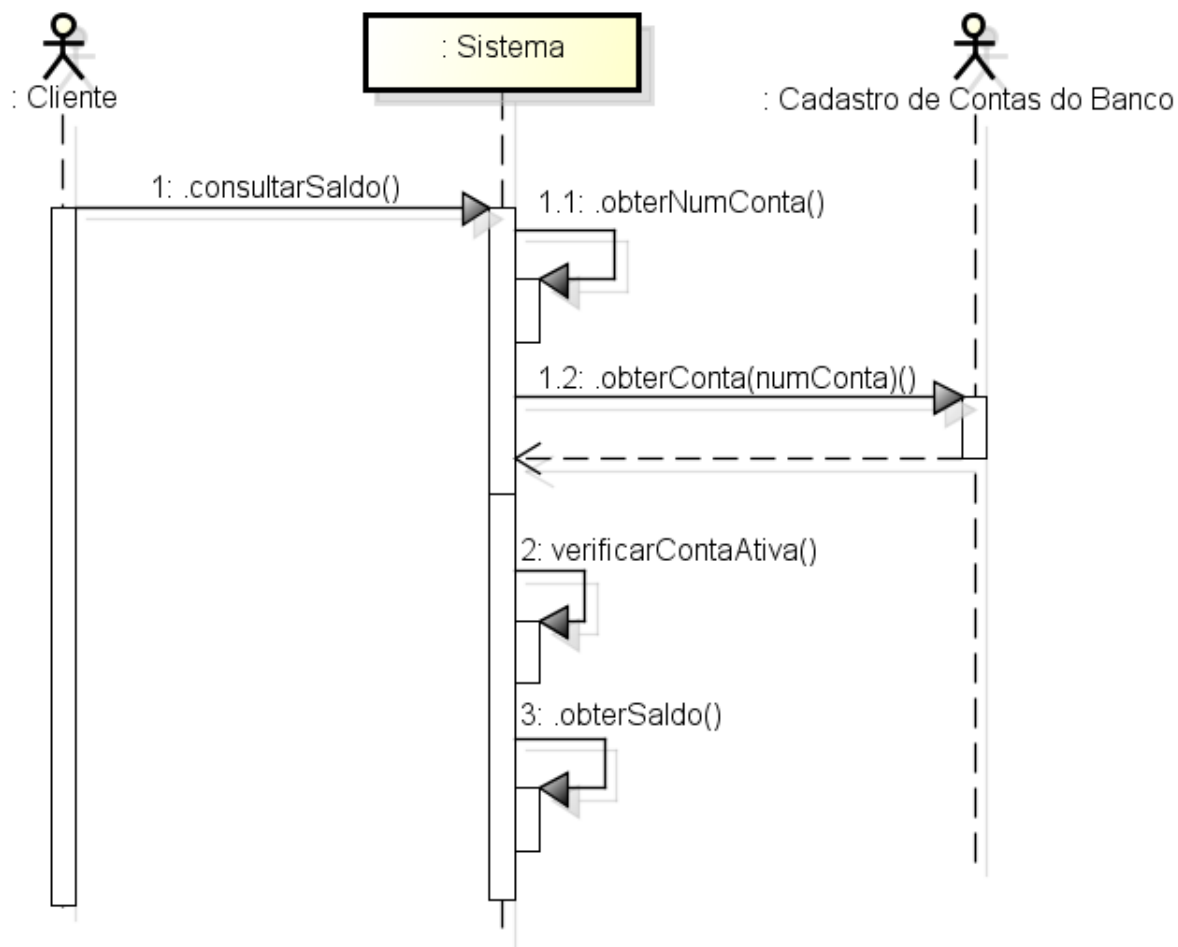 : Cliente
: Sistema
: Cadastro de Contas do Banco
1: .consultarSaldo()
1.1: .obterNumConta()
1.2: .obterConta(numConta)()
2: verificarContaAtiva()
3: .obterSaldo()